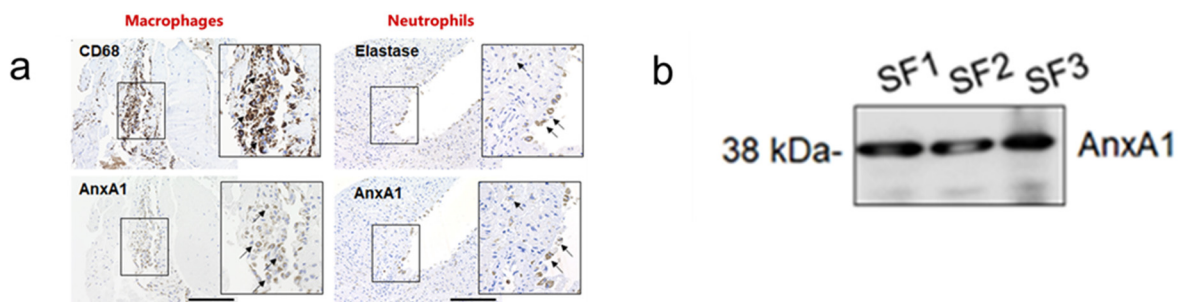 a
Macrophages
Neutrophils
CD68
Elastase
AnxA1
AnxA1
b
SF1 SF2 SF3
38 kDa-
AnxA1